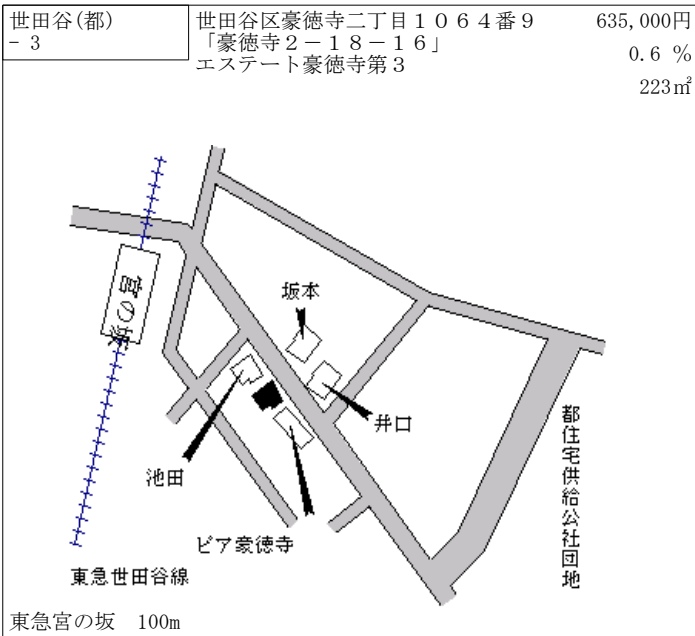 世田谷(都)
- 3
世田谷区豪徳寺二丁目１０６４番９
「豪徳寺２－１８－１６」
エステート豪徳寺第３
635,000円
0.6 %
223㎡
宮の坂
坂本
井口
池田
ピア豪徳寺
都住宅供給公社団地
東急世田谷線
東急宮の坂　100m